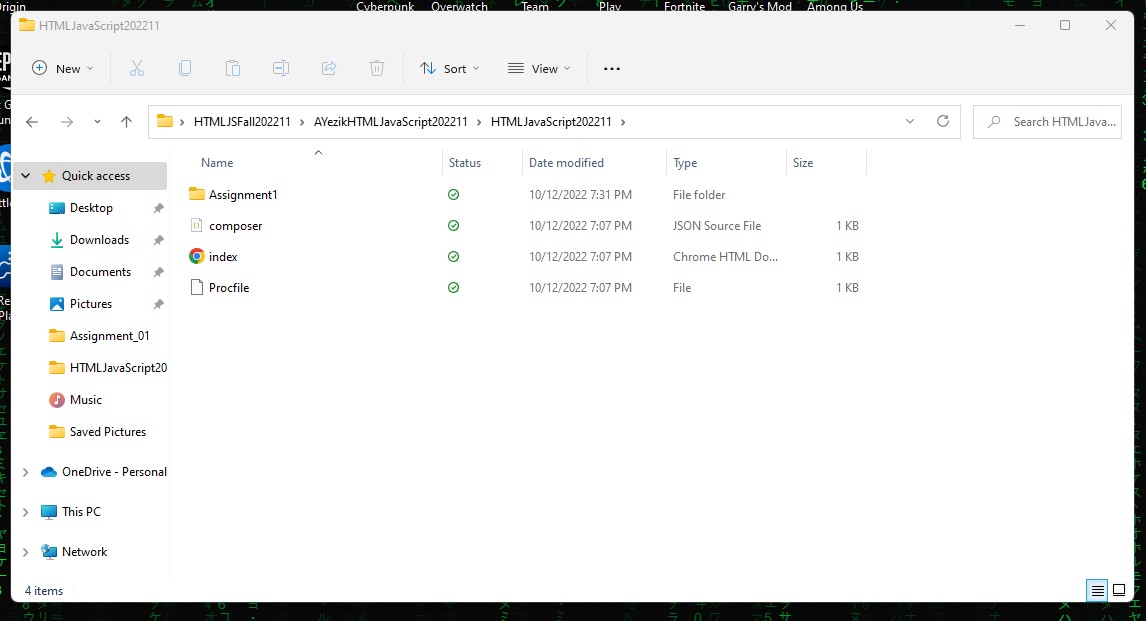 Origin Cyberpunk Overwatch Team Play Fortnite Garry's Mod Among Us
HTMLJavaScript202211
New Sort View
HTMLJSFall202211 AYezikHTMLJavaScript202211 HTMLJavaScript202211 Search HTMLJava...
Name Status Date modified Type Size
Quick access
Desktop
Downloads
Documents
Pictures
Assignment_01
HTMLJavaScript20
Music
Saved Pictures
OneDrive - Personal
This PC
Network
Assignment1 10/12/2022 7:31 PM File folder
composer 10/12/2022 7:07 PM JSON Source File 1 KB
index 10/12/2022 7:07 PM Chrome HTML Do... 1 KB
Procfile 10/12/2022 7:07 PM File 1 KB
4 items